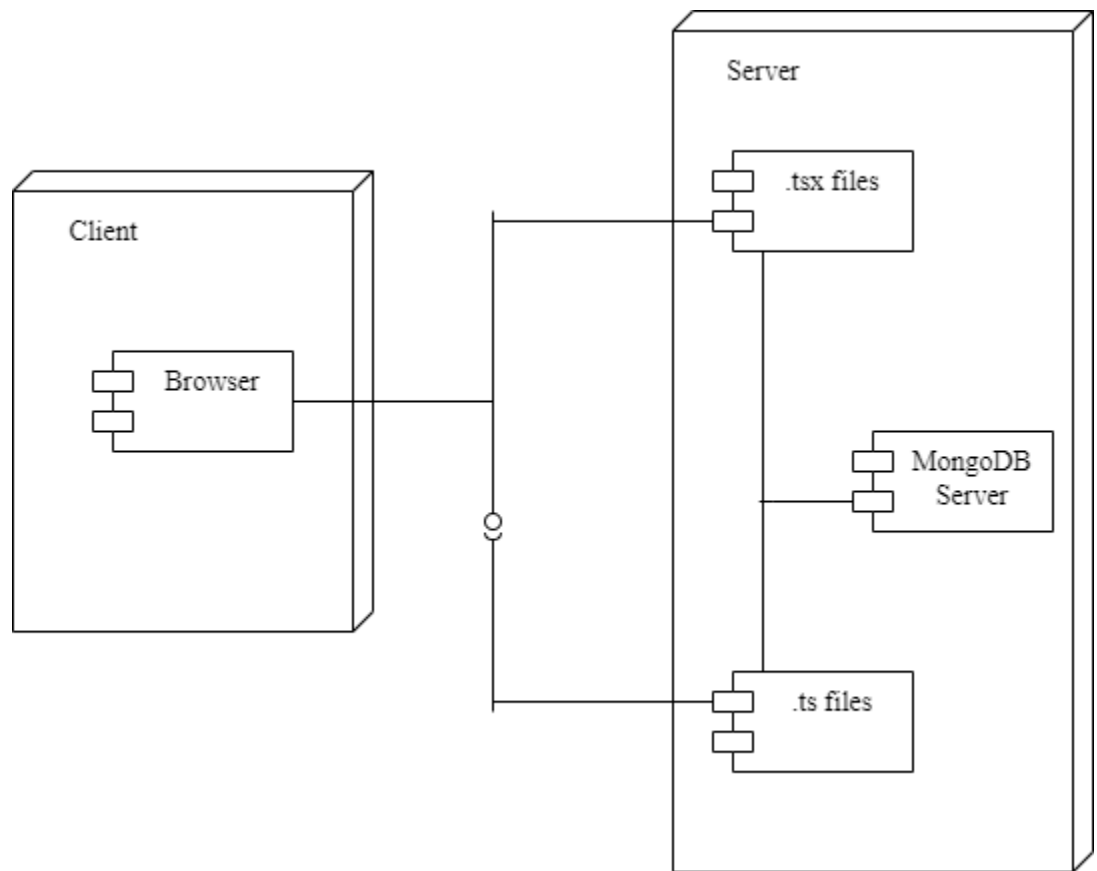 Server
.tsx files
Client
Browser
MongoDB
Server
.ts files